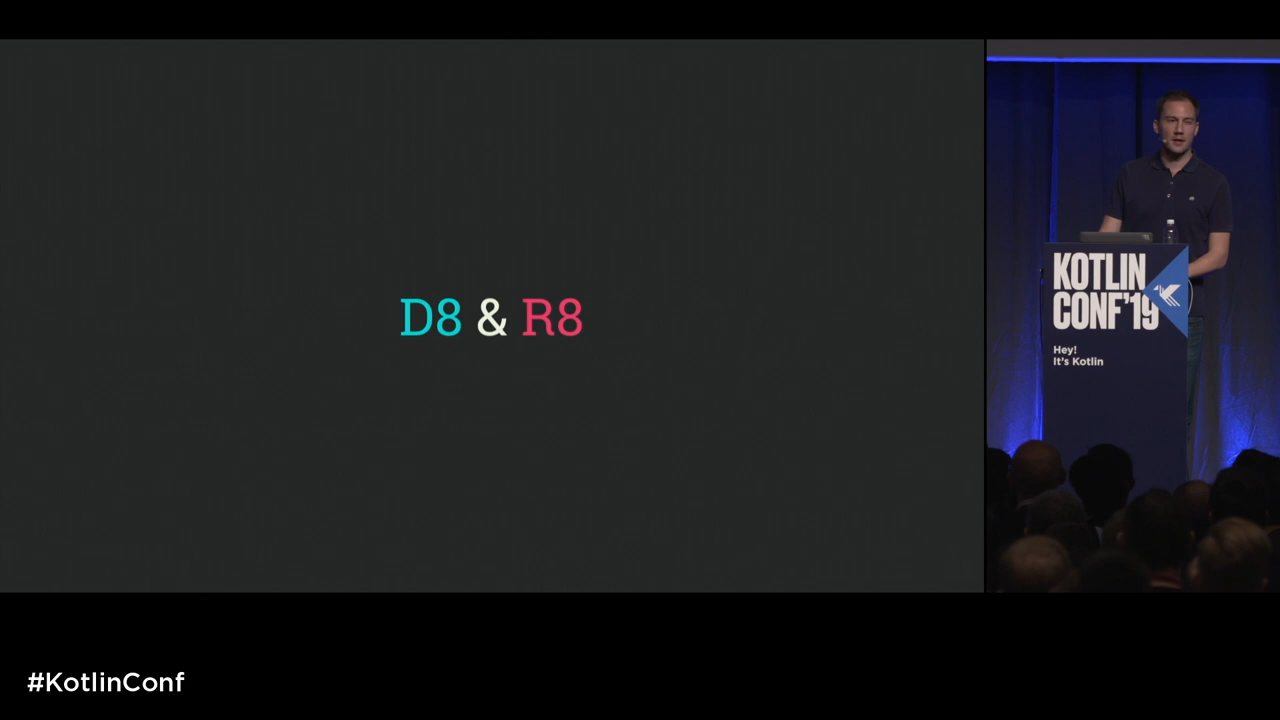 D8 & R8
KOTLIN
CONF'19
Hey!
It's Kotlin
#KotlinConf